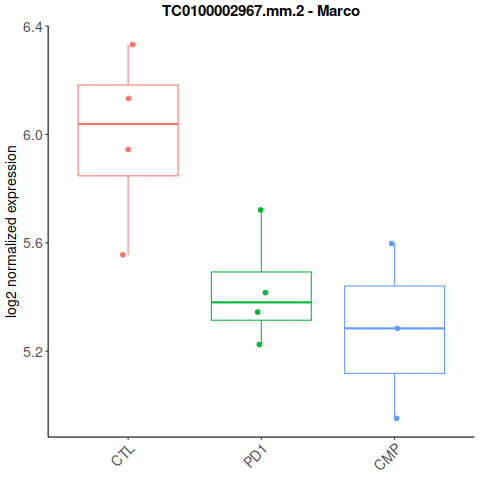 TC0100002967.mm.2 - Marco
log2 normalized expression
6.4
6.0
5.6
5.2
CTL
PD1
CMP